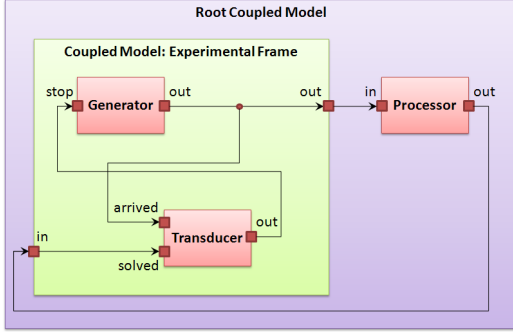 Root Coupled Model
Coupled Model: Experimental Frame
stop
Generator
out
out
in
Processor
out
arrived
Transducer
out
in
solved